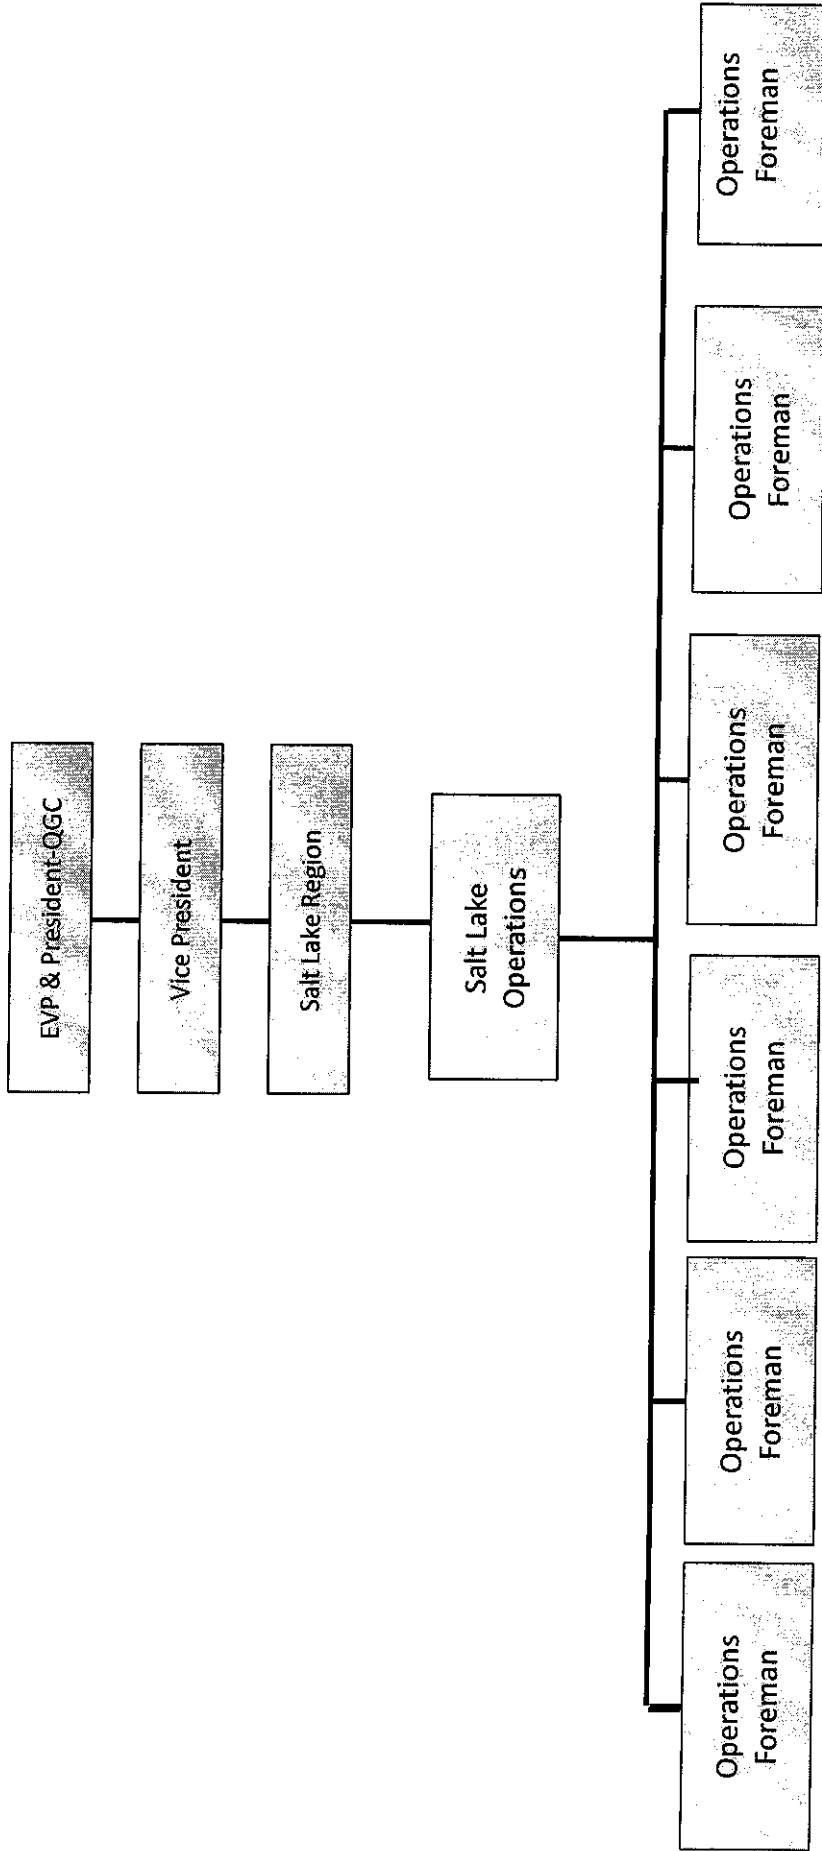 EVP & President-QGC
Vice President
Salt Lake Region
Salt Lake
Operations
Operations
Foreman
Operations
Foreman
Operations
Foreman
Operations
Foreman
Operations
Foreman
Operations
Foreman